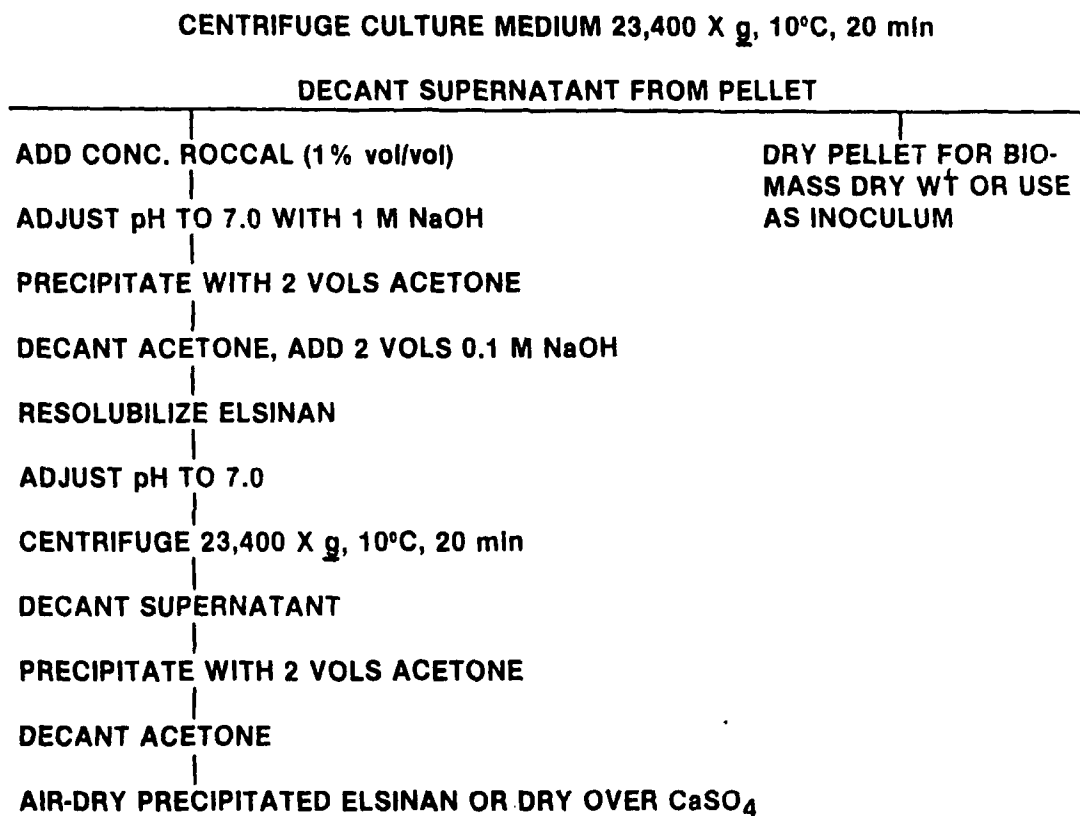 CENTRIFUGE CULTURE MEDIUM 23,400 X g, 10°C, 20 min
DECANT SUPERNATANT FROM PELLET
ADD CONC. ROCCAL (1% vol/vol)
ADJUST pH TO 7.0 WITH 1 M NaOH
PRECIPITATE WITH 2 VOLS ACETONE
DECANT ACETONE, ADD 2 VOLS 0.1 M NaOH
RESOLUBILIZE ELSINAN
ADJUST pH TO 7.0
CENTRIFUGE 23,400 X g, 10°C, 20 min
DECANT SUPERNATANT
PRECIPITATE WITH 2 VOLS ACETONE
DECANT ACETONE
AIR-DRY PRECIPITATED ELSINAN OR DRY OVER CaSO4
DRY PELLET FOR BIO-
MASS DRY WT OR USE
AS INOCULUM